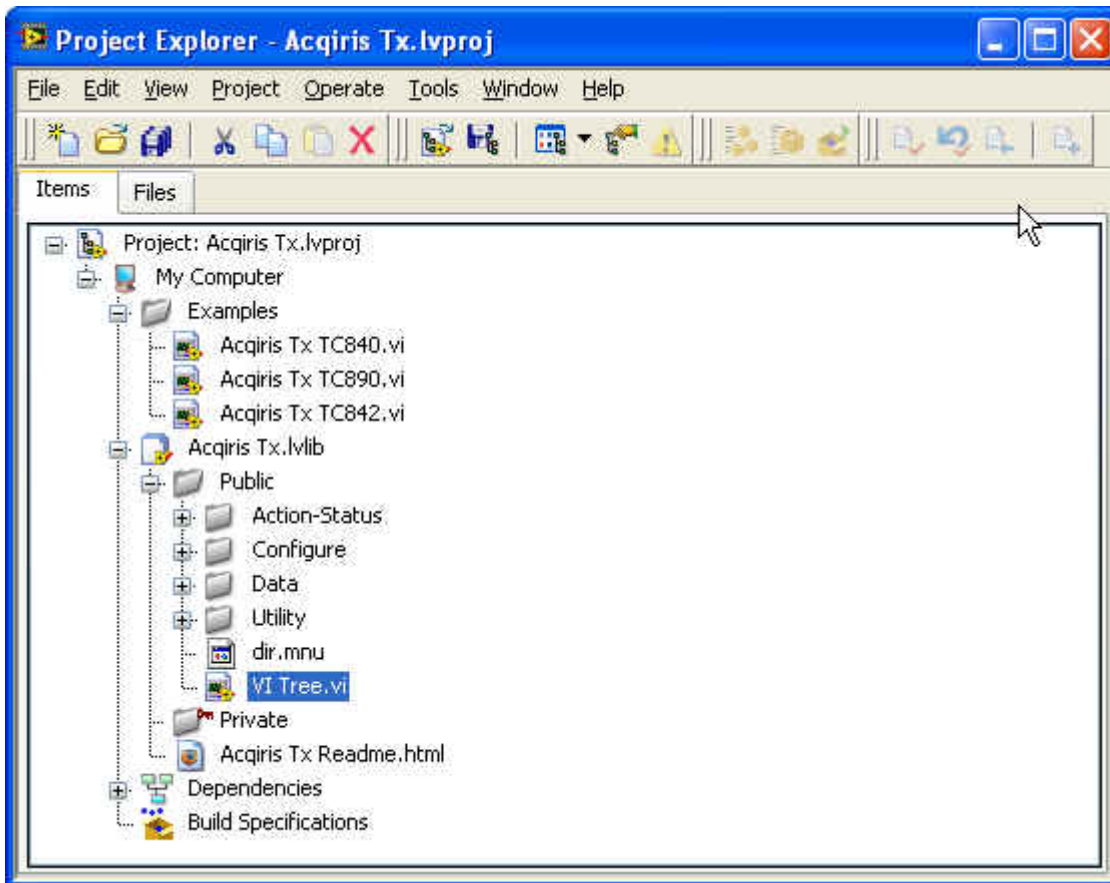 Project Explorer - Acqiris Tx.lvproj
File Edit View Project Operate Tools Window Help
Items Files
Project: Acqiris Tx.lvproj
My Computer
Examples
Acqiris Tx TC840.vi
Acqiris Tx TC890.vi
Acqiris Tx TC842.vi
Acqiris Tx.lvlib
Public
Action-Status
Configure
Data
Utility
dir.mnu
VI Tree.vi
Private
Acqiris Tx Readme.html
Dependencies
Build Specifications